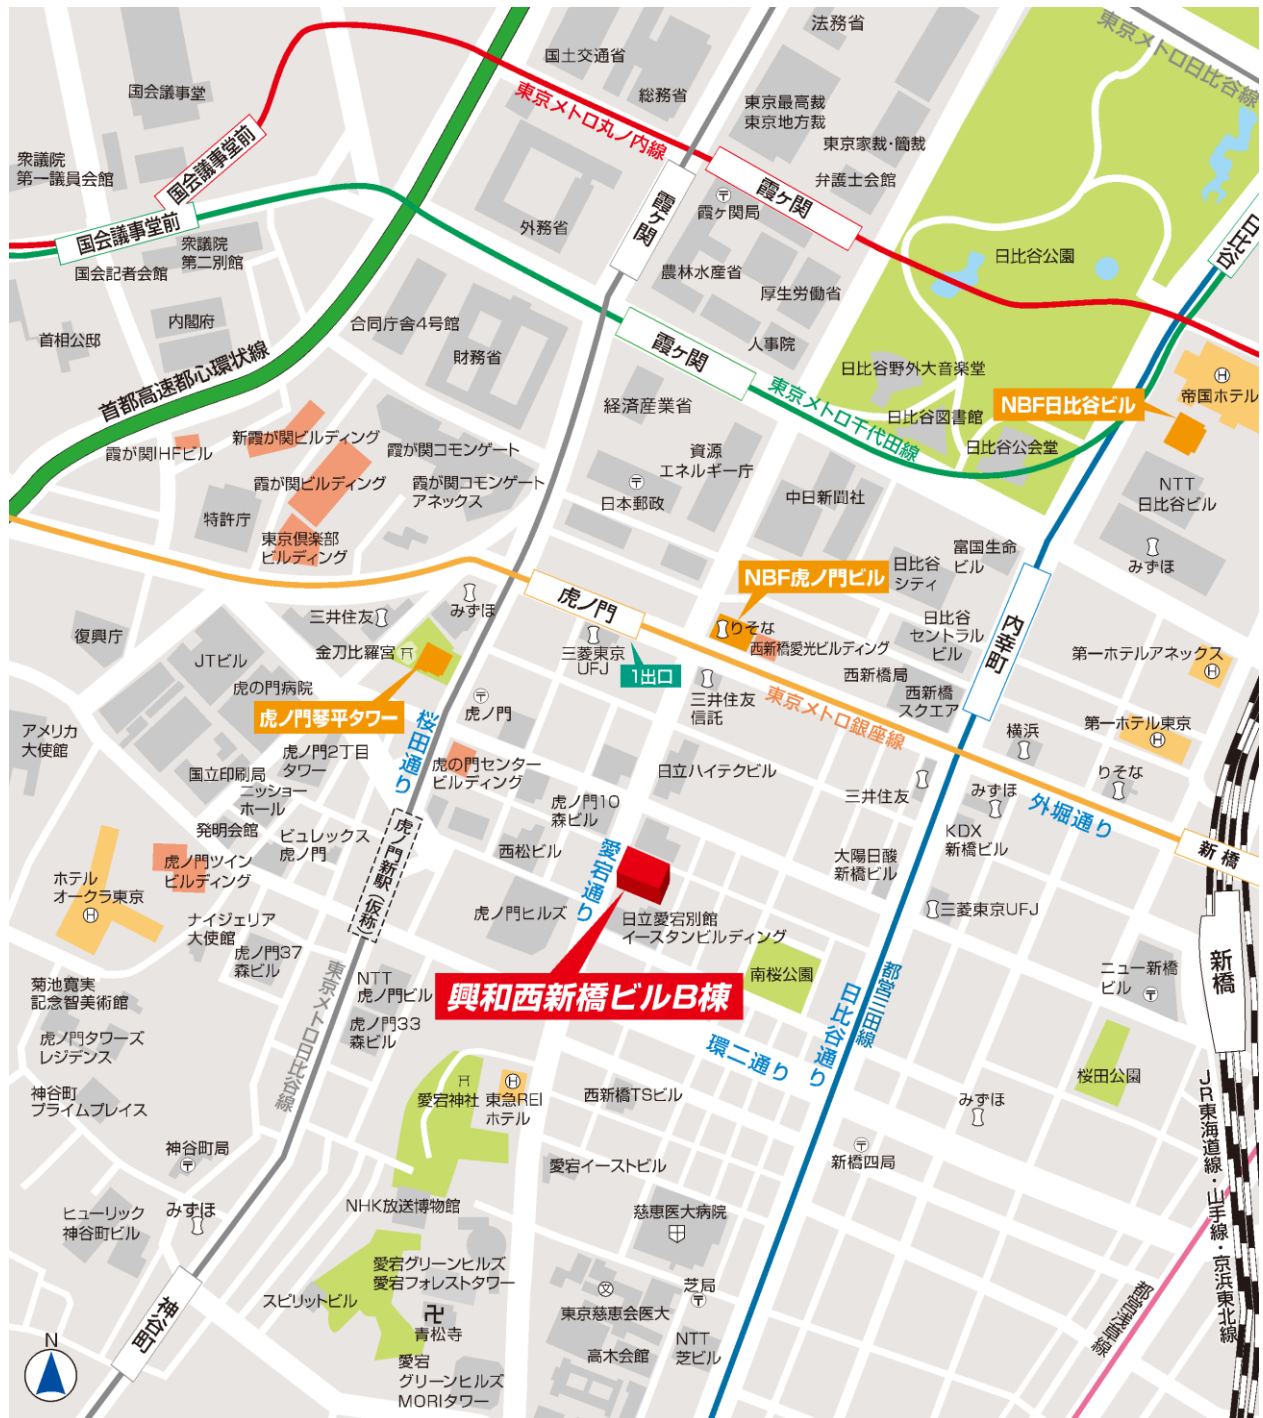 法務省
国土交通省
総務省
東京メトロ日比谷線
国会議事堂
東京メトロ丸ノ内線
東京最高裁
東京地方裁
東京家裁・簡裁
弁護士会館
衆議院
第一議員会館
国会議事堂前
国会議事堂前
霞ヶ関
霞ヶ関
霞ヶ関局
外務省
衆議院
第二別館
国会記者会館
農林水産省
厚生労働省
日比谷公園
日比谷
内閣府
首相公邸
合同庁舎4号館
財務省
霞ヶ関
人事院
首都高速都心環状線
日比谷野外大音楽堂
東京メトロ千代田線
日比谷図書館
日比谷公会堂
NBF日比谷ビル
H
帝国ホテル
経済産業省
資源
エネルギー庁
新霞が関ビルディング
霞が関IHFビル
霞が関コモンゲート
霞が関ビルディング
霞が関コモンゲート
アネックス
〒
日本郵政
中日新聞社
NTT
日比谷ビル
特許庁
東京倶楽部
ビルディング
富国生命
ビル
日比谷
シティ
みずほ
NBF虎ノ門ビル
虎ノ門
りそな
西新橋愛光ビルディング
日比谷
セントラル
ビル
内幸町
三井住友
みずほ
復興庁
金刀比羅宮
JTビル
三菱東京
UFJ
1出口
三井住友
信託
西新橋局
西新橋
スクエア
第一ホテルアネックス
H
虎の門病院
虎ノ門琴平タワー
〒
虎ノ門
東京メトロ銀座線
第一ホテル東京
H
横浜
アメリカ
大使館
桜田通り
虎ノ門2丁目
タワー
国立印刷局
ニッショー
ホール
虎の門センター
ビルディング
日立ハイテクビル
三井住友
りそな
みずほ
外堀通り
虎ノ門10
森ビル
発明会館
ビュレックス
虎ノ門
虎ノ門新駅(仮称)
西松ビル
愛宕通り
KDX
新橋ビル
大陽日酸
新橋ビル
新橋
虎ノ門ツイン
ビルディング
ホテル
オークラ東京
H
ナイジェリア
大使館
虎ノ門ヒルズ
日立愛宕別館
イースタンビルディング
三菱東京UFJ
虎ノ門37
森ビル
新橋
南桜公園
ニュー新橋
ビル
〒
菊池寛実
記念智美術館
NTT
虎ノ門ビル
興和西新橋ビルB棟
都営三田線
日比谷通り
虎ノ門タワーズ
レジデンス
虎ノ門33
森ビル
東京メトロ日比谷線
環二通り
桜田公園
神谷町
プライムプレイス
愛宕神社
H
東急REI
ホテル
西新橋TSビル
みずほ
JR東海道線・山手線・京浜東北線
神谷町局
〒
〒
新橋四局
愛宕イーストビル
NHK放送博物館
みずほ
ヒューリック
神谷町ビル
慈恵医大病院
愛宕グリーンヒルズ
愛宕フォレストタワー
スピリットビル
神谷町
卍
青松寺
文
東京慈恵会医大
芝局
〒
都営浅草線
N
愛宕
グリーンヒルズ
MORIタワー
高木会館
NTT
芝ビル